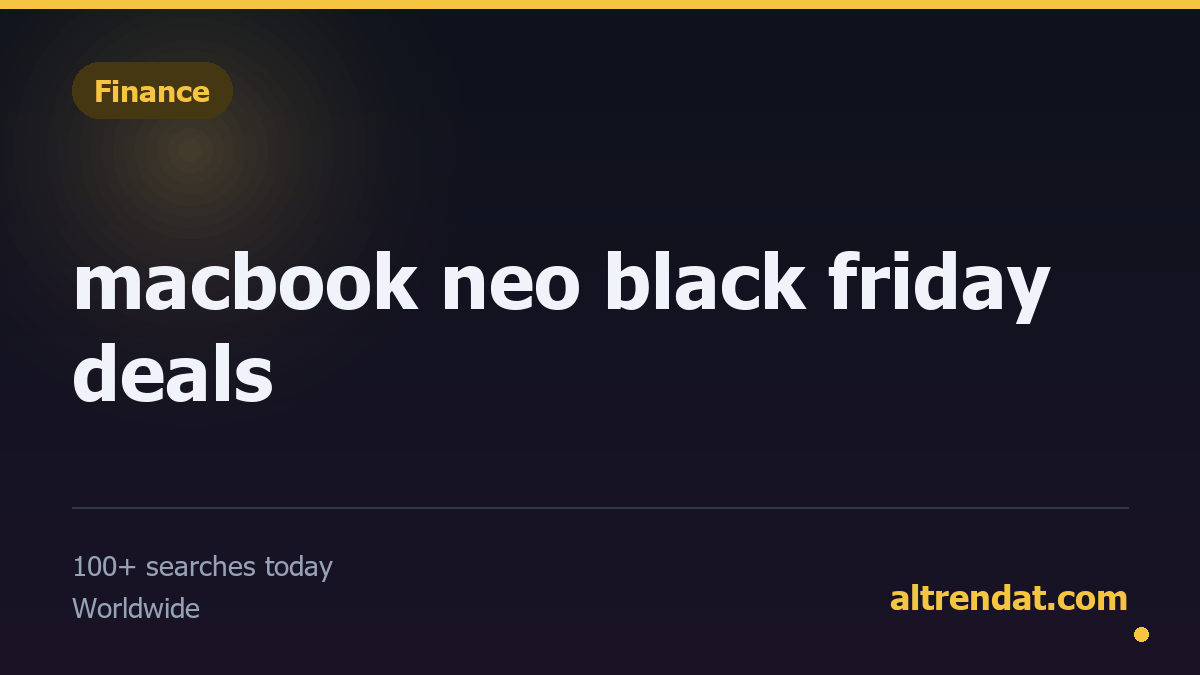 Finance
macbook neo black friday
deals
100+ searches today
Worldwide
altrendat.com